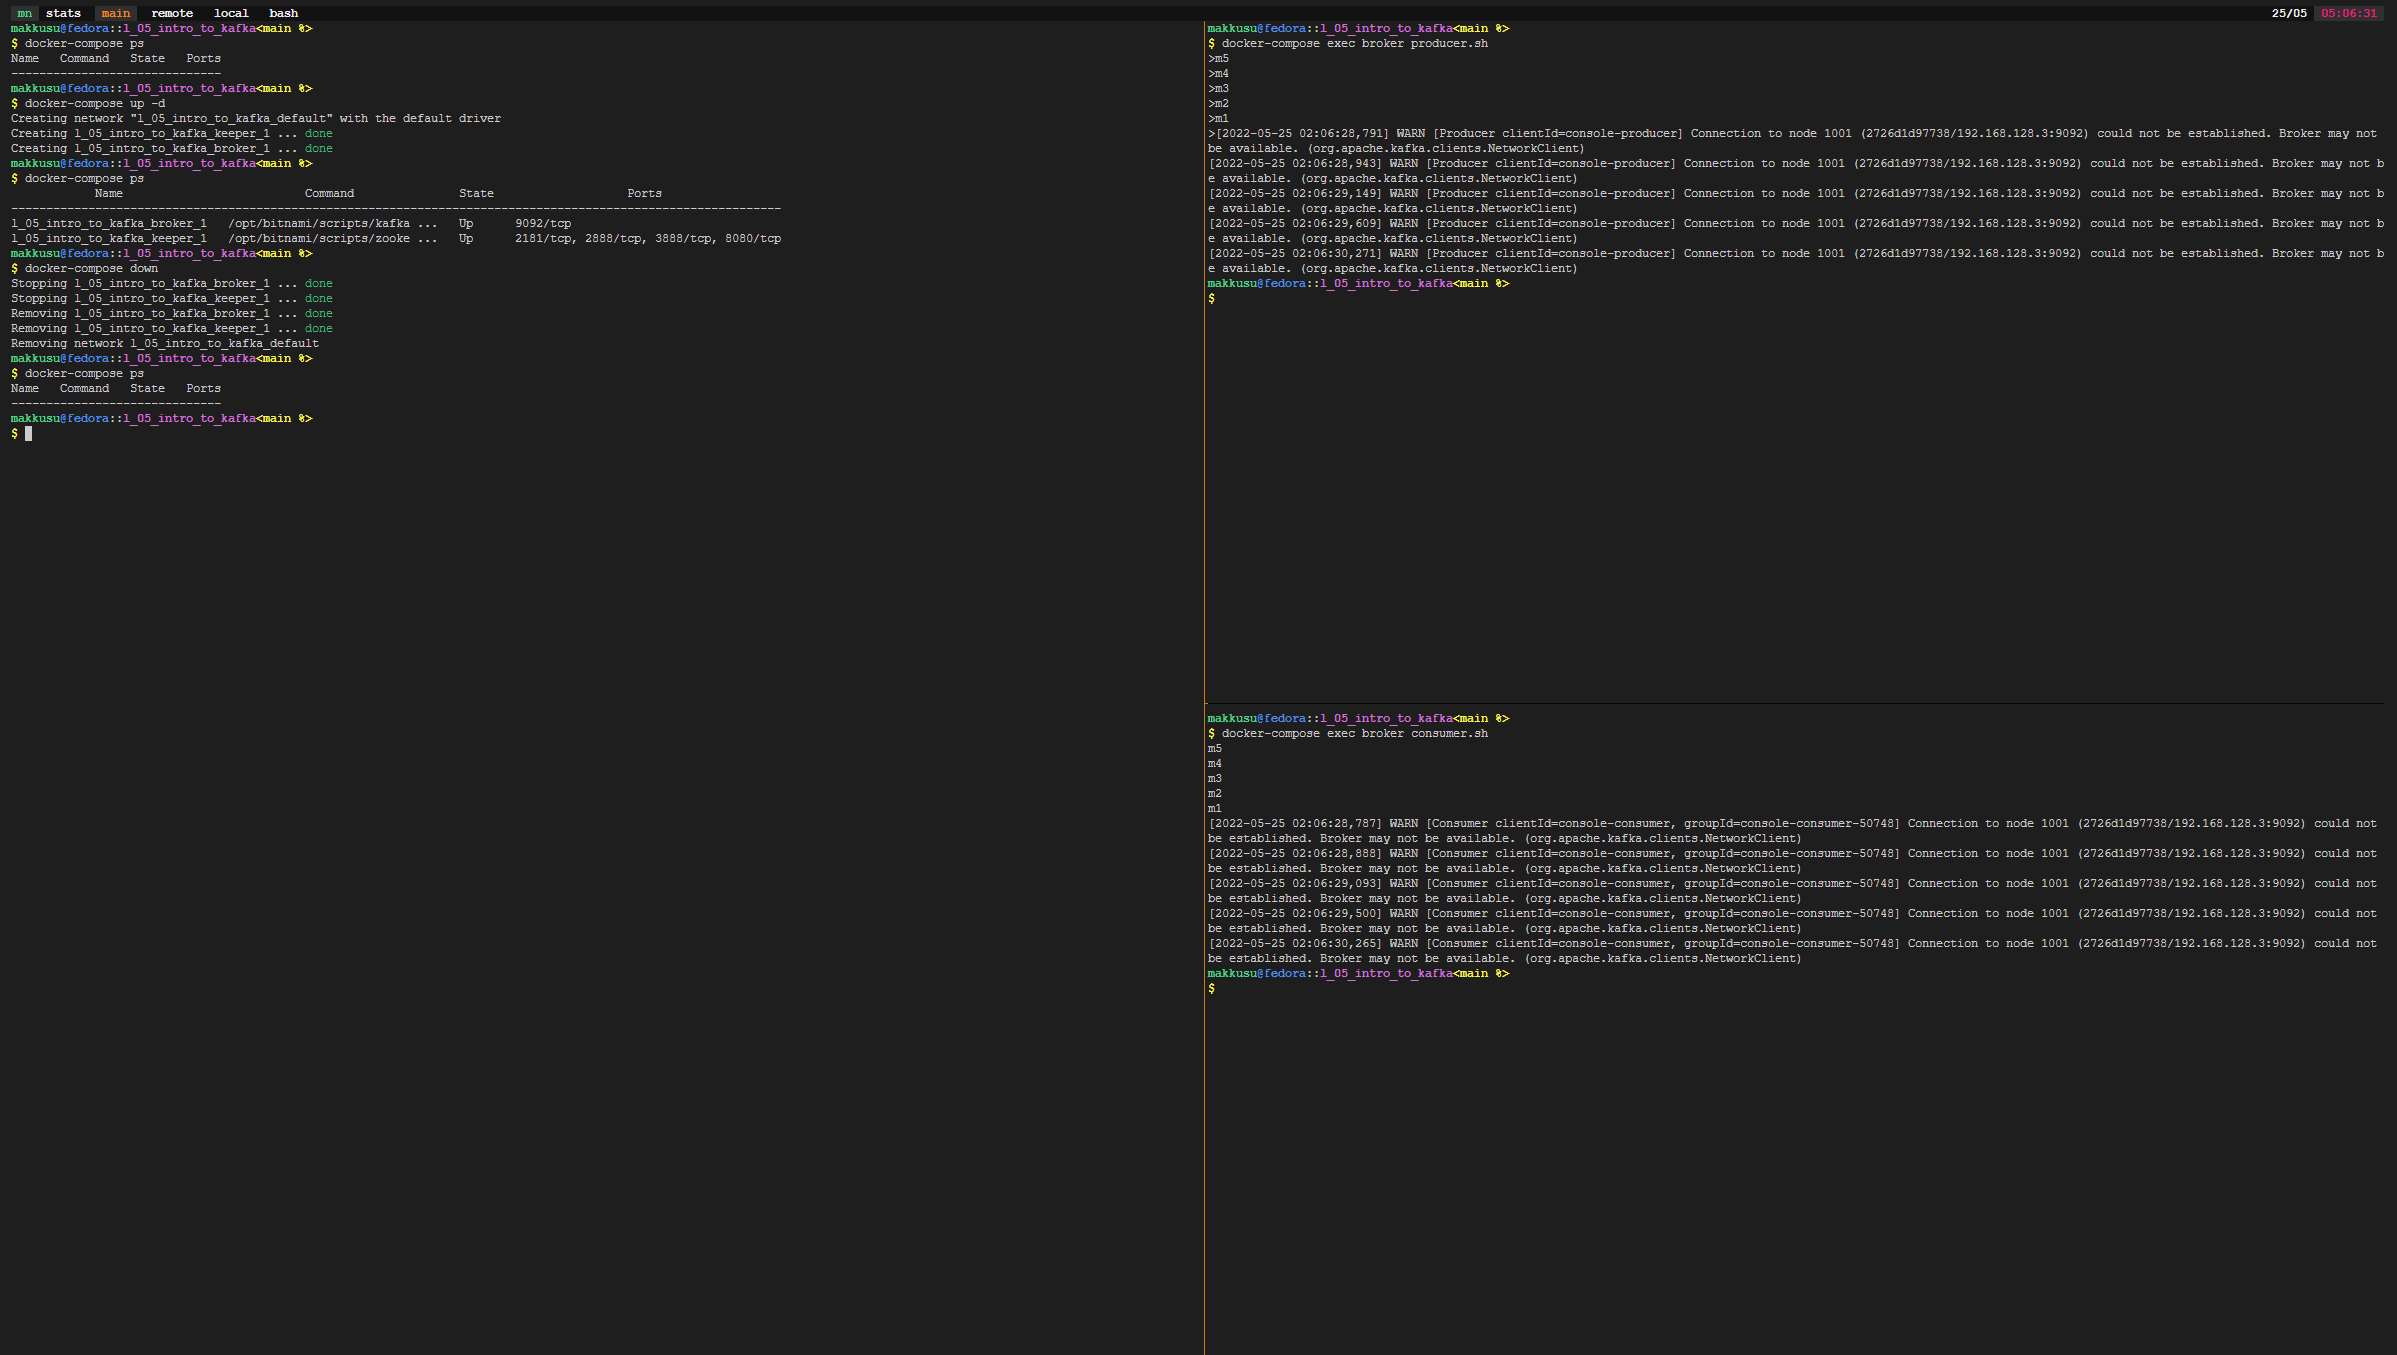 mn stats main remote local bash 25/05 05:06:31
makkusu@fedora::l_05_intro_to_kafka<main %>
$ docker-compose ps
Name   Command   State   Ports
------------------------------
makkusu@fedora::l_05_intro_to_kafka<main %>
$ docker-compose up -d
Creating network "l_05_intro_to_kafka_default" with the default driver
Creating l_05_intro_to_kafka_keeper_1 ... done
Creating l_05_intro_to_kafka_broker_1 ... done
makkusu@fedora::l_05_intro_to_kafka<main %>
$ docker-compose ps
Name Command State Ports
--------------------------------------------------------------------------------------------------------------
l_05_intro_to_kafka_broker_1   /opt/bitnami/scripts/kafka ...   Up      9092/tcp
l_05_intro_to_kafka_keeper_1   /opt/bitnami/scripts/zooke ...   Up      2181/tcp, 2888/tcp, 3888/tcp, 8080/tcp
makkusu@fedora::l_05_intro_to_kafka<main %>
$ docker-compose down
Stopping l_05_intro_to_kafka_broker_1 ... done
Stopping l_05_intro_to_kafka_keeper_1 ... done
Removing l_05_intro_to_kafka_broker_1 ... done
Removing l_05_intro_to_kafka_keeper_1 ... done
Removing network l_05_intro_to_kafka_default
makkusu@fedora::l_05_intro_to_kafka<main %>
$ docker-compose ps
Name   Command   State   Ports
------------------------------
makkusu@fedora::l_05_intro_to_kafka<main %>
$
makkusu@fedora::l_05_intro_to_kafka<main %>
$ docker-compose exec broker producer.sh
>m5
>m4
>m3
>m2
>m1
>[2022-05-25 02:06:28,791] WARN [Producer clientId=console-producer] Connection to node 1001 (2726d1d97738/192.168.128.3:9092) could not be established. Broker may not
be available. (org.apache.kafka.clients.NetworkClient)
[2022-05-25 02:06:28,943] WARN [Producer clientId=console-producer] Connection to node 1001 (2726d1d97738/192.168.128.3:9092) could not be established. Broker may not b
e available. (org.apache.kafka.clients.NetworkClient)
[2022-05-25 02:06:29,149] WARN [Producer clientId=console-producer] Connection to node 1001 (2726d1d97738/192.168.128.3:9092) could not be established. Broker may not b
e available. (org.apache.kafka.clients.NetworkClient)
[2022-05-25 02:06:29,609] WARN [Producer clientId=console-producer] Connection to node 1001 (2726d1d97738/192.168.128.3:9092) could not be established. Broker may not b
e available. (org.apache.kafka.clients.NetworkClient)
[2022-05-25 02:06:30,271] WARN [Producer clientId=console-producer] Connection to node 1001 (2726d1d97738/192.168.128.3:9092) could not be established. Broker may not b
e available. (org.apache.kafka.clients.NetworkClient)
makkusu@fedora::l_05_intro_to_kafka<main %>
$
makkusu@fedora::l_05_intro_to_kafka<main %>
$ docker-compose exec broker consumer.sh
m5
m4
m3
m2
m1
[2022-05-25 02:06:28,787] WARN [Consumer clientId=console-consumer, groupId=console-consumer-50748] Connection to node 1001 (2726d1d97738/192.168.128.3:9092) could not
be established. Broker may not be available. (org.apache.kafka.clients.NetworkClient)
[2022-05-25 02:06:28,888] WARN [Consumer clientId=console-consumer, groupId=console-consumer-50748] Connection to node 1001 (2726d1d97738/192.168.128.3:9092) could not
be established. Broker may not be available. (org.apache.kafka.clients.NetworkClient)
[2022-05-25 02:06:29,093] WARN [Consumer clientId=console-consumer, groupId=console-consumer-50748] Connection to node 1001 (2726d1d97738/192.168.128.3:9092) could not
be established. Broker may not be available. (org.apache.kafka.clients.NetworkClient)
[2022-05-25 02:06:29,500] WARN [Consumer clientId=console-consumer, groupId=console-consumer-50748] Connection to node 1001 (2726d1d97738/192.168.128.3:9092) could not
be established. Broker may not be available. (org.apache.kafka.clients.NetworkClient)
[2022-05-25 02:06:30,265] WARN [Consumer clientId=console-consumer, groupId=console-consumer-50748] Connection to node 1001 (2726d1d97738/192.168.128.3:9092) could not
be established. Broker may not be available. (org.apache.kafka.clients.NetworkClient)
makkusu@fedora::l_05_intro_to_kafka<main %>
$